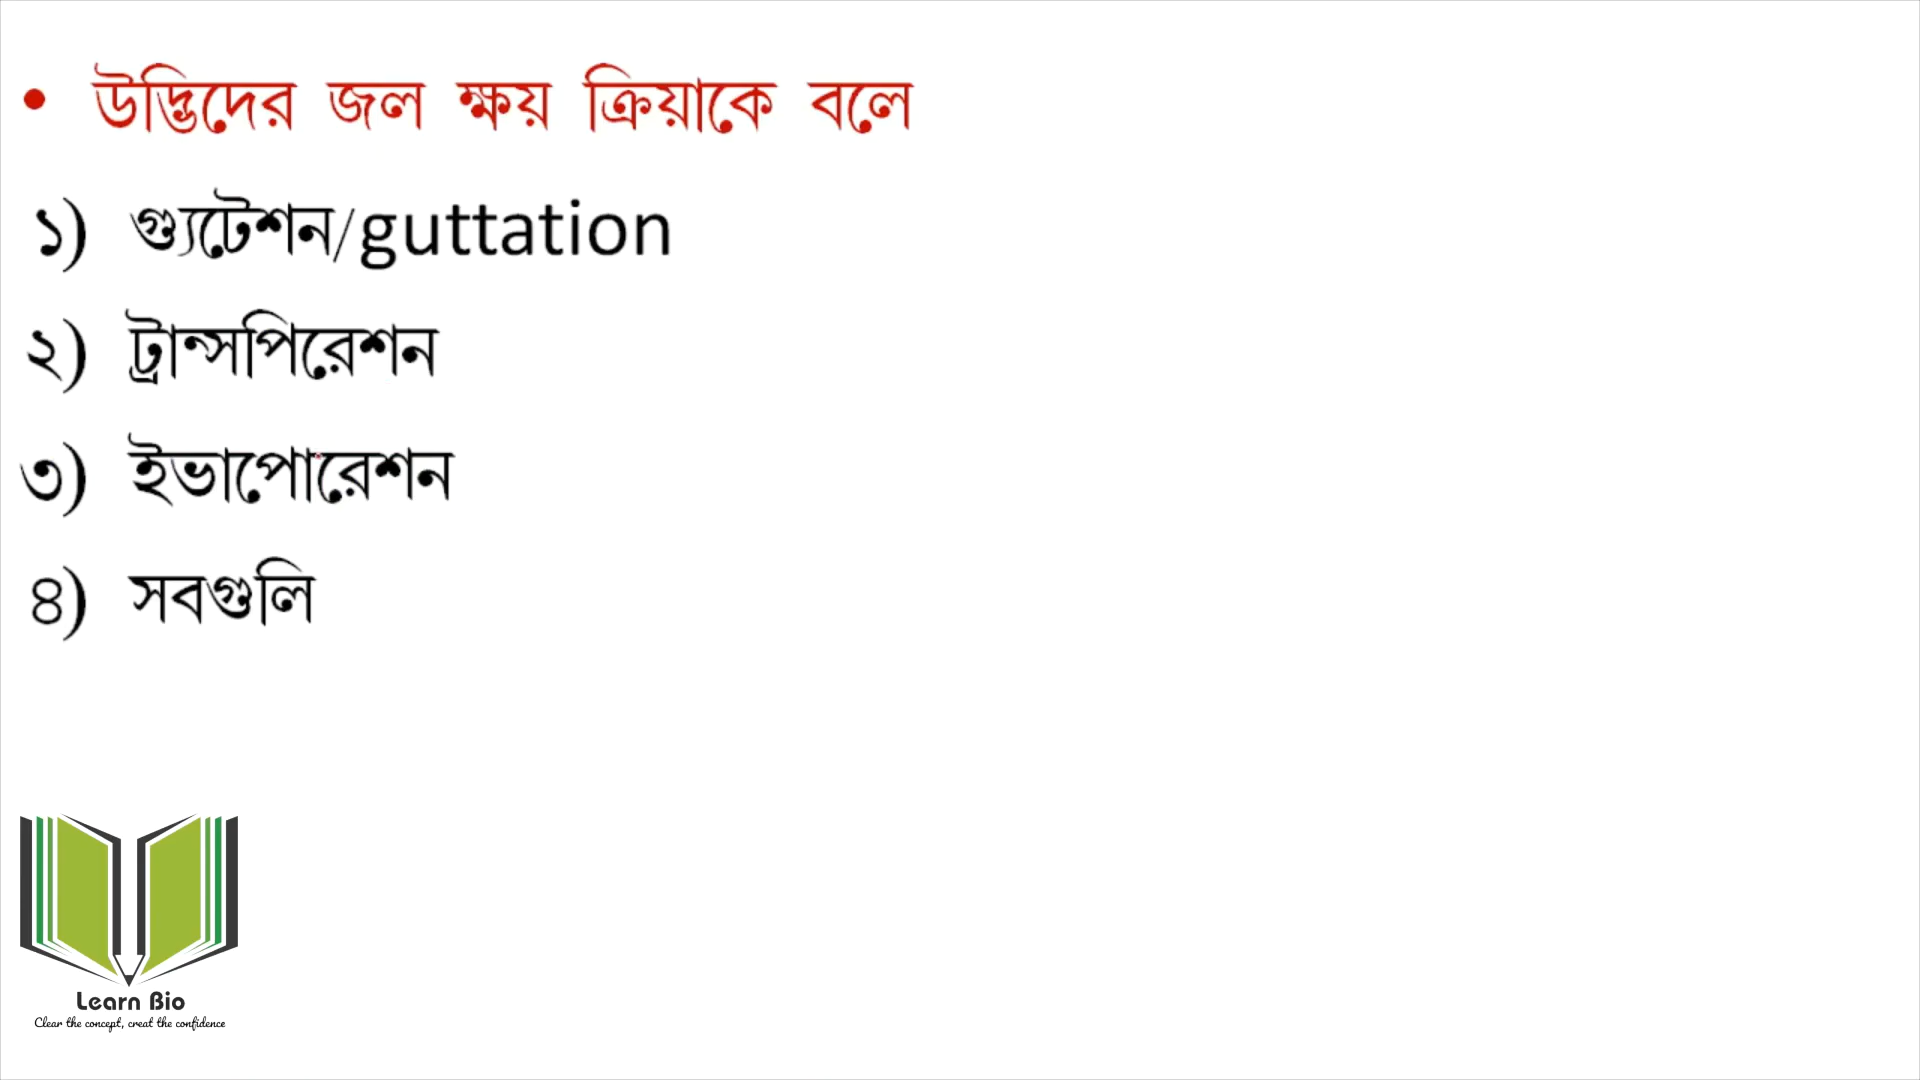 • উদ্ভিদের জল ক্ষয় ক্রিয়াকে বলে
১) গ্যুটেশন/guttation
২) ট্রান্সপিরেশন
৩) ইভাপোরেশন
৪) সবগুলি
Learn Bio
Clear the concept, creat the confidence